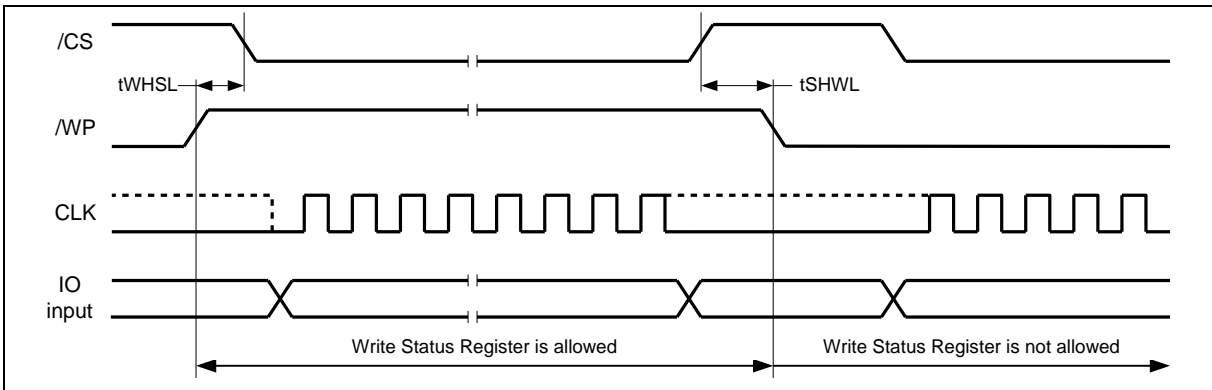 /CS
tWHSL
tSHWL
/WP
CLK
IO
input
Write Status Register is allowed
Write Status Register is not allowed